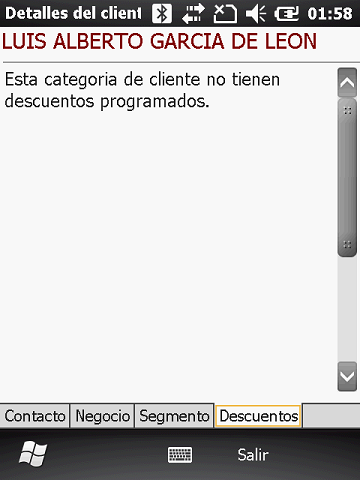 Detalles del client 01:58
LUIS ALBERTO GARCIA DE LEON
Esta categoria de cliente no tienen
descuentos programados.
Contacto Negocio Segmento Descuentos
Salir